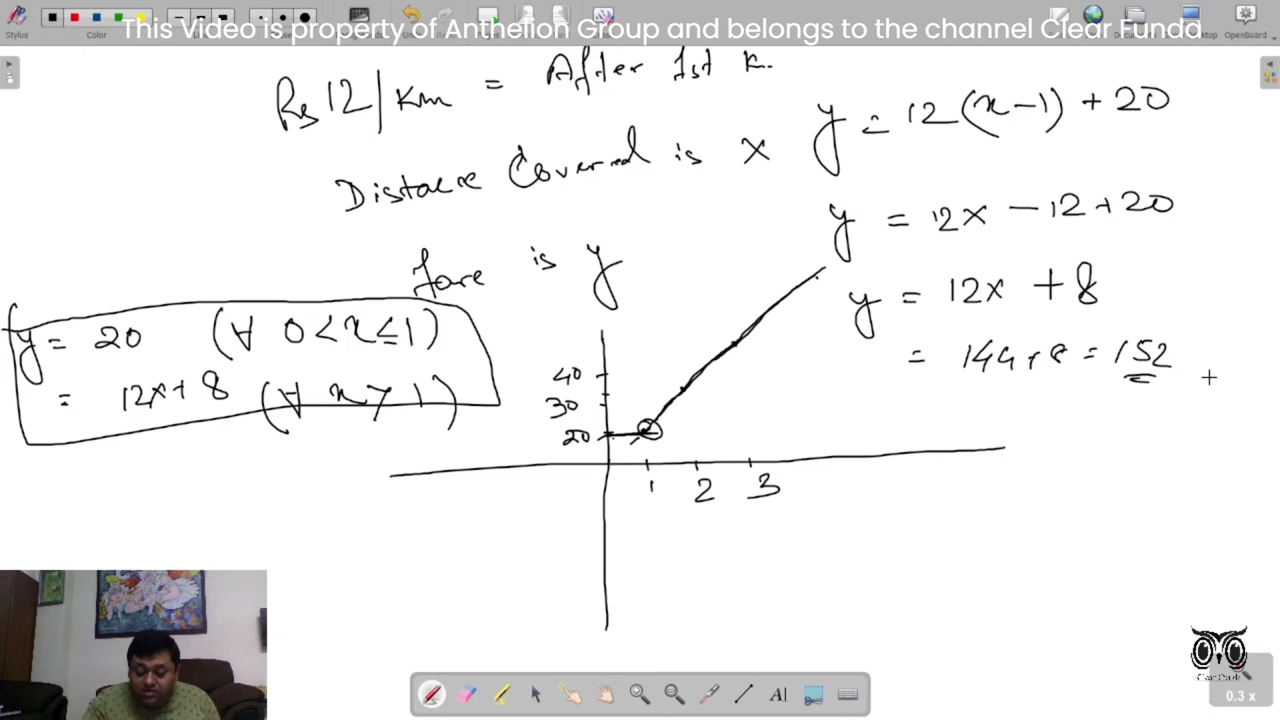 This Video is property of Anthelion Group and belongs to the channel Clear Funda
Rs 12/Km = After 1st k.
Distance Covered is x
fare is y
y = 20 (∀ 0 < x ≤ 1)
= 12x + 8 (∀ x > 1)
y = 12(x-1) + 20
y = 12x - 12 + 20
y = 12x + 8
= 144 + 8 = 152
40
30
20
1 2 3
0.3 x